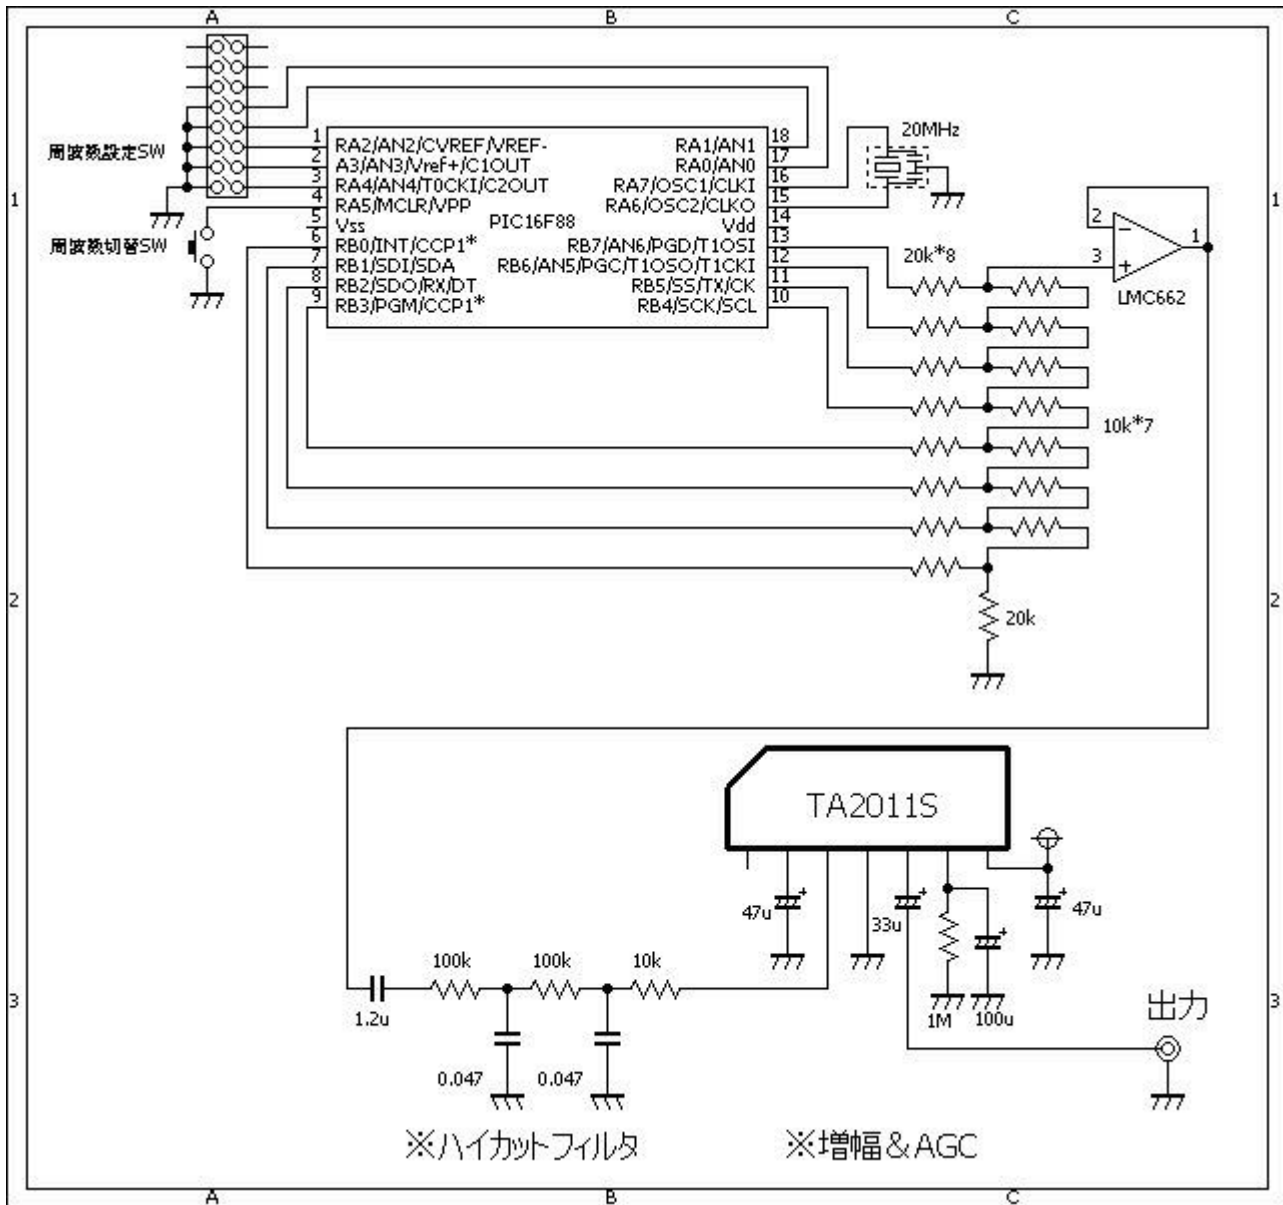 A B C
周波数設定SW
1 RA2/AN2/CVREF/VREF-
2 A3/AN3/Vref+/C1OUT
3 RA4/AN4/T0CKI/C2OUT
4 RA5/MCLR/VPP
5 Vss
6 RB0/INT/CCP1*
7 RB1/SDI/SDA
8 RB2/SDO/RX/DT
9 RB3/PGM/CCP1*
PIC16F88
RA1/AN1 18
RA0/AN0 17
RA7/OSC1/CLKI 16
RA6/OSC2/CLKO 15
Vdd 14
RB7/AN6/PGD/T1OSI 13
RB6/AN5/PGC/T1OSO/T1CKI 12
RB5/SS/TX/CK 11
RB4/SCK/SCL 10
20MHz
1 1
周波数切替SW
20k*8
2 - 1
3 +
LMC662
10k*7
2 2
20k
TA2011S
47u
33u
47u
100k 100k 10k
3 3
1.2u
1M 100u
出力
0.047 0.047
※ハイカットフィルタ ※増幅&AGC
A B C